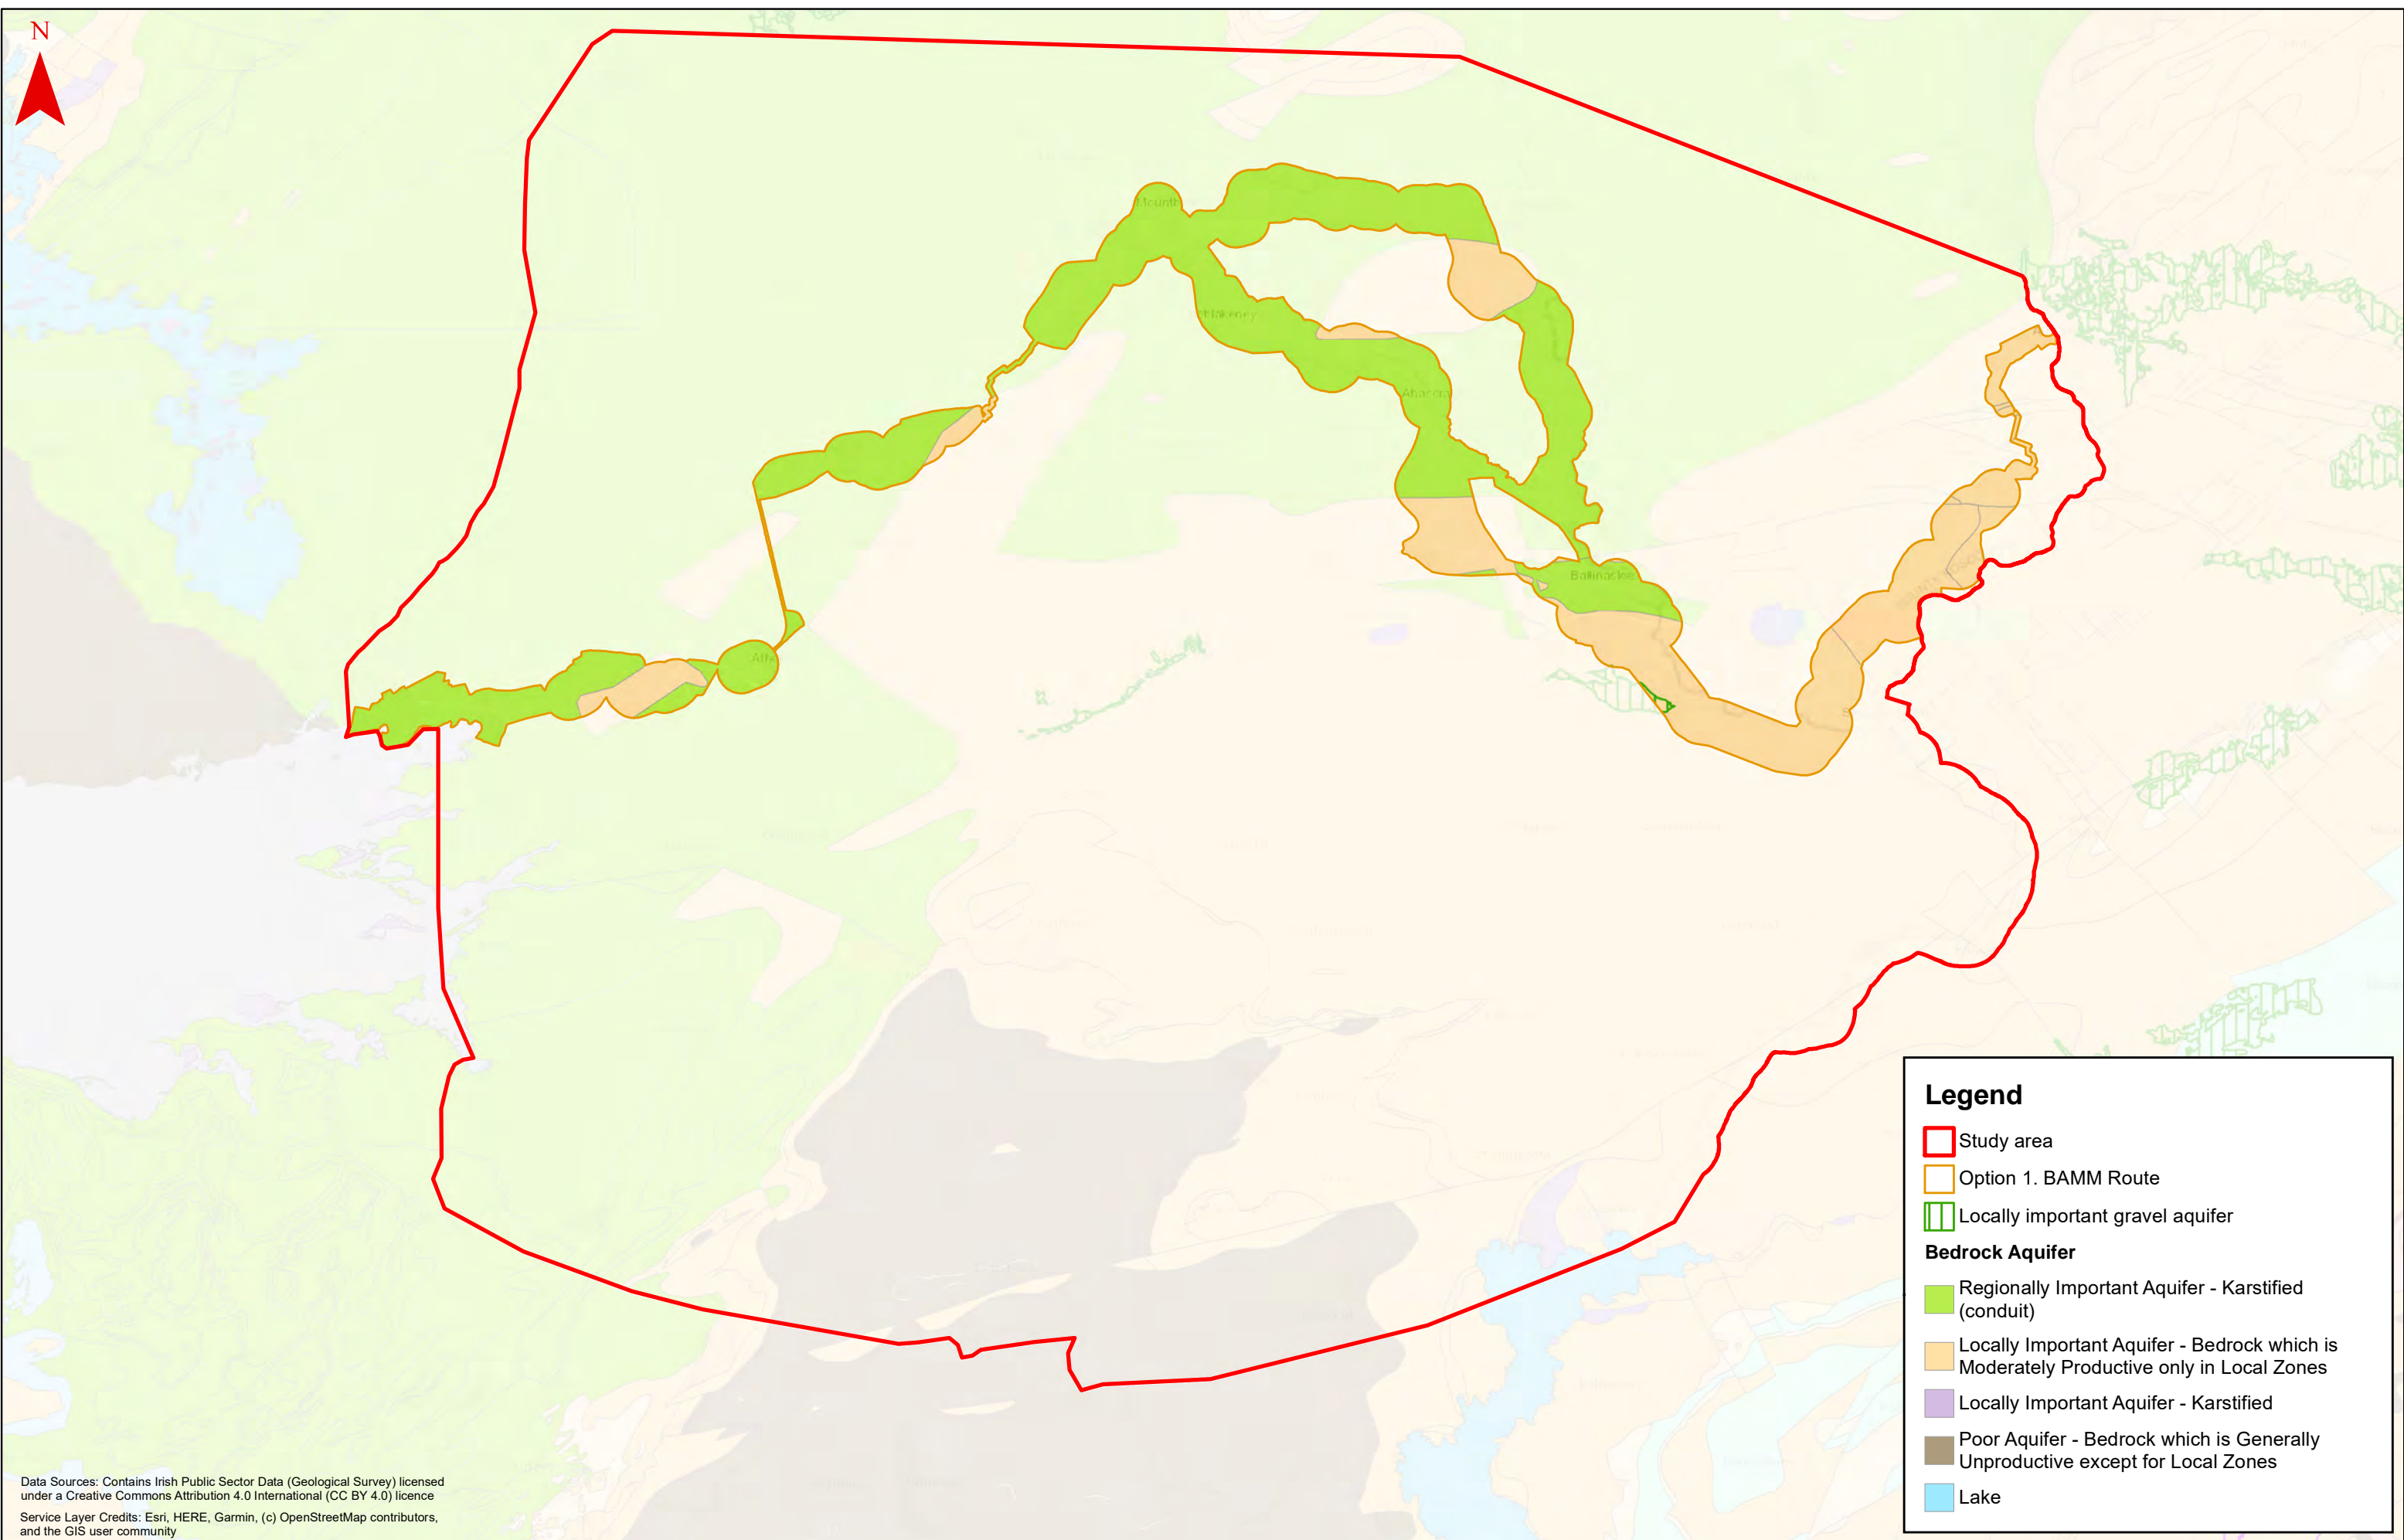 N
Mounth
Ahascra
Ballinasloe
Athe
Legend
Study area
Option 1. BAMM Route
Locally important gravel aquifer
Bedrock Aquifer
Regionally Important Aquifer - Karstified
(conduit)
Locally Important Aquifer - Bedrock which is
Moderately Productive only in Local Zones
Locally Important Aquifer - Karstified
Poor Aquifer - Bedrock which is Generally
Unproductive except for Local Zones
Lake
Data Sources: Contains Irish Public Sector Data (Geological Survey) licensed
under a Creative Commons Attribution 4.0 International (CC BY 4.0) licence
Service Layer Credits: Esri, HERE, Garmin, (c) OpenStreetMap contributors,
and the GIS user community